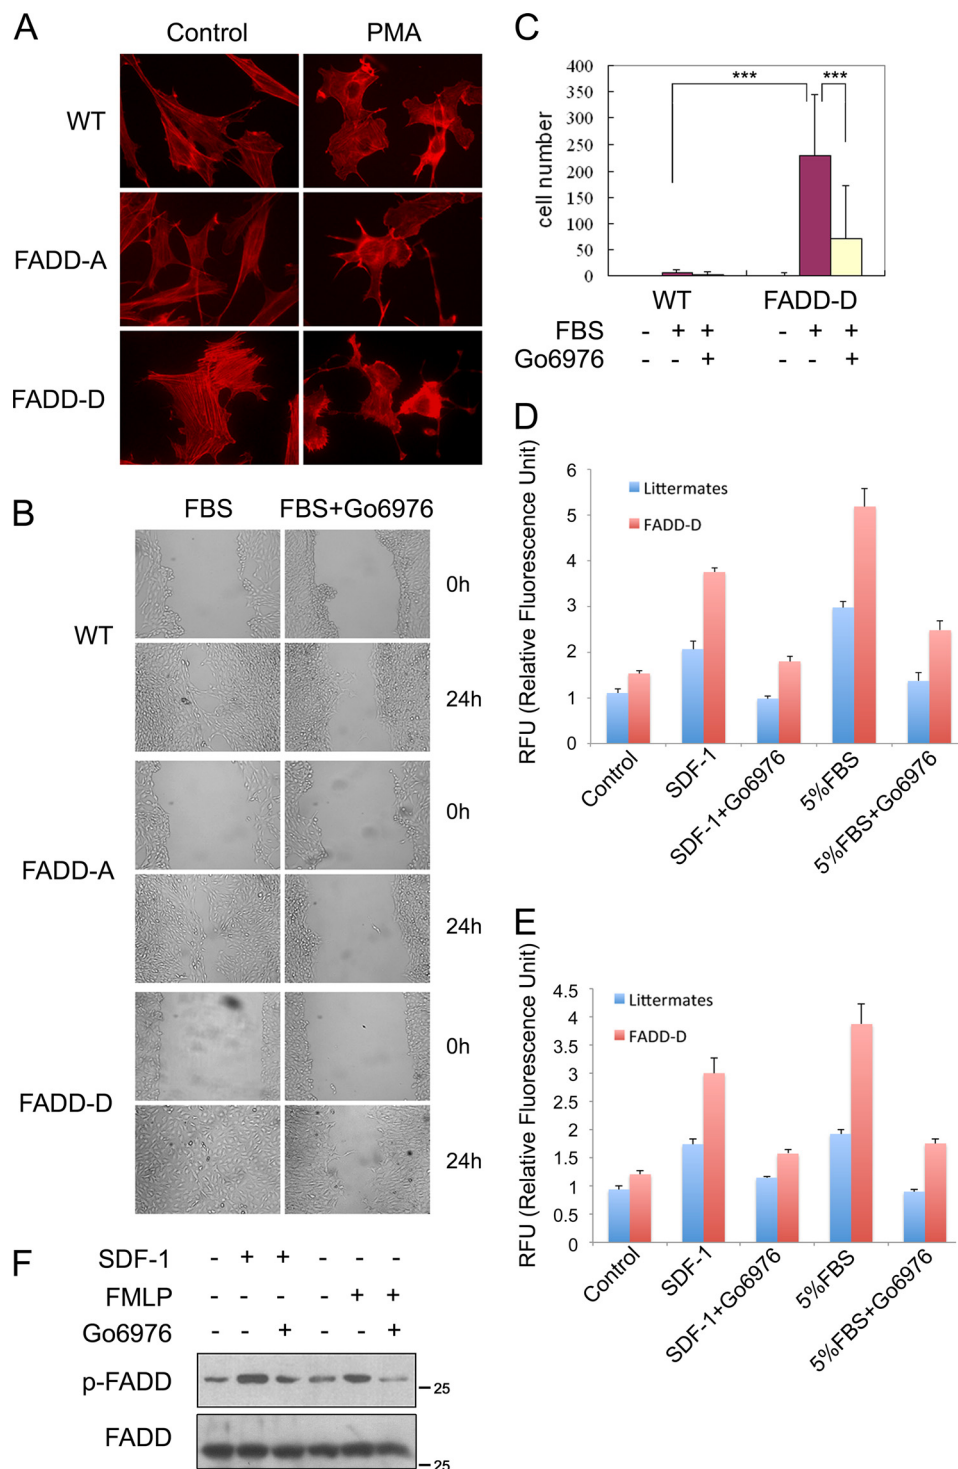 A
Control PMA
WT
FADD-A
FADD-D
B
FBS FBS+Go6976
WT
0h
24h
FADD-A
0h
24h
FADD-D
0h
24h
C
cell number
400
350
300
250
200
150
100
50
0
*** ***
WT FADD-D
FBS - + + - + +
Go6976 - - + - - +
D
RFU (Relative Fluorescence Unit)
6
5
4
3
2
1
0
Littermates
FADD-D
Control
SDF-1
SDF-1+Go6976
5%FBS
5%FBS+Go6976
E
RFU (Relative Fluorescence Unit)
4.5
4
3.5
3
2.5
2
1.5
1
0.5
0
Littermates
FADD-D
Control
SDF-1
SDF-1+Go6976
5%FBS
5%FBS+Go6976
F
SDF-1 - + + - - -
FMLP - - - - + +
Go6976 - - + - - +
p-FADD
25
FADD
25